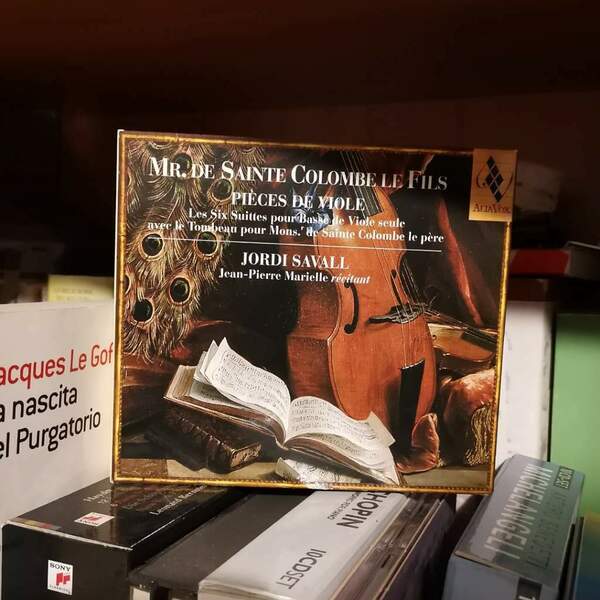 MR. DE SAINTE COLOMBE LE FILS
PIÈCES DE VIOLE
Les Six Suittes pour Basse de Viole seule
avec le Tombeau pour Mons.r de Sainte Colombe le père
JORDI SAVALL
Jean-Pierre Marielle récitant
ALIAVOX
acques Le Gof
a nascita
el Purgatorio
SONY
CHOPIN
10CDSET
MICHELANGELI